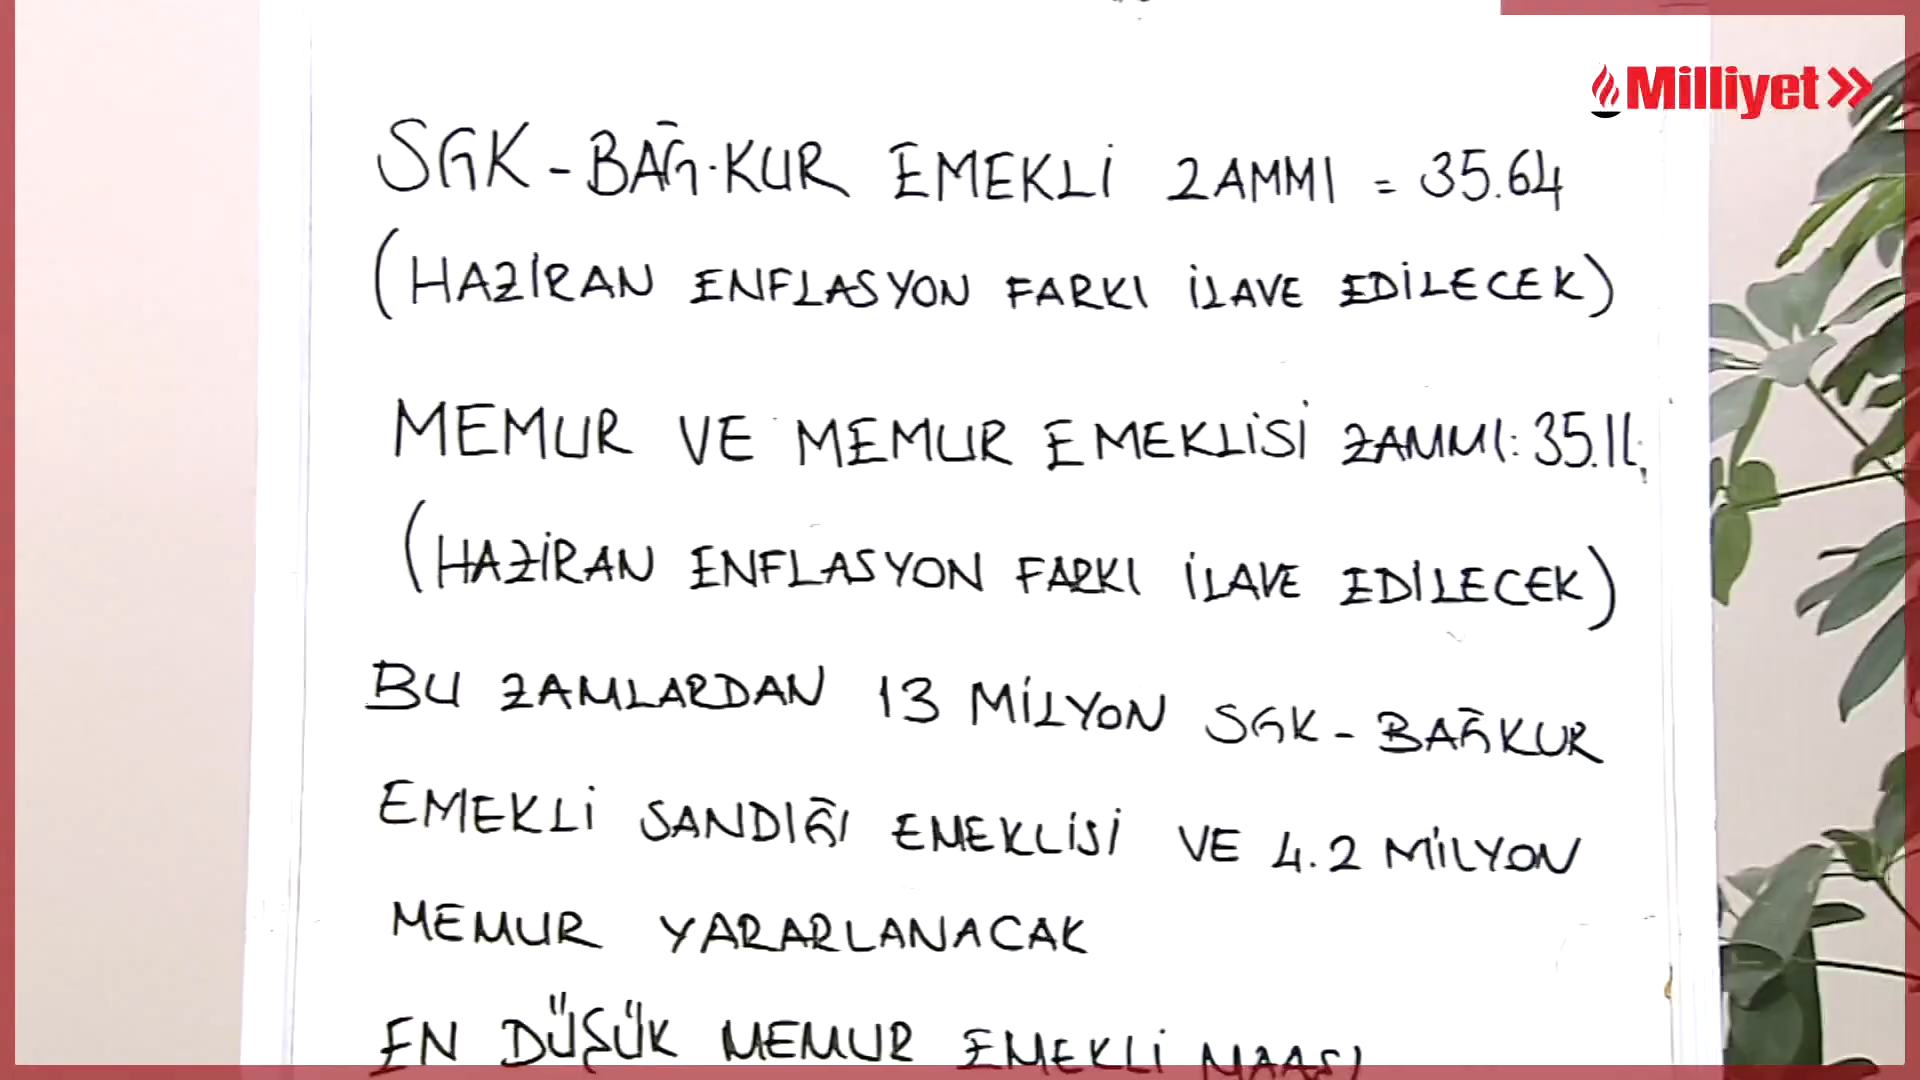 Milliyet
SGK-BAĞ-KUR EMEKLİ ZAMMI = 35.64
(HAZIRAN ENFLASYON FARKI İLAVE EDİLECEK)
MEMUR VE MEMUR EMEKLİSİ ZAMMI: 35.11
(HAZİRAN ENFLASYON FARKI İLAVE EDİLECEK)
BU ZAMLARDAN 13 MİLYON SGK - BAĞKUR
EMEKLİ SANDIĞI EMEKLİSİ VE 4.2 MİLYON
MEMUR YARARLANACAK
EN DÜŞÜK MEMUR EMEKLİ MAAŞI